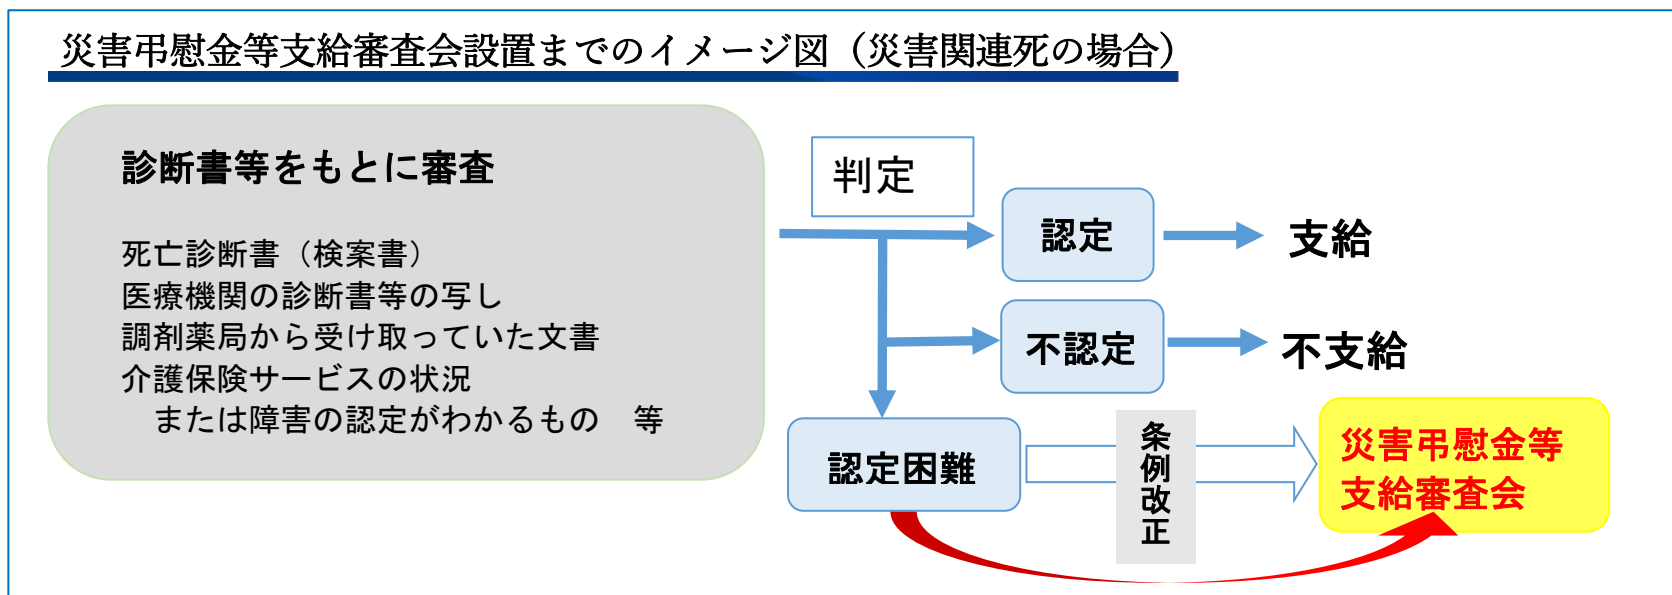 災害弔慰金等支給審査会設置までのイメージ図（災害関連死の場合）
診断書等をもとに審査
死亡診断書（検案書）
医療機関の診断書等の写し
調剤薬局から受け取っていた文書
介護保険サービスの状況
または障害の認定がわかるもの　等
判定
認定
支給
不認定
不支給
認定困難
条例改正
災害弔慰金等
支給審査会